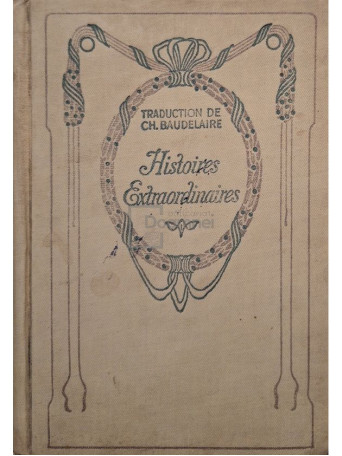 TRADUCTION DE
CH. BAUDELAIRE
Histoires
Extraordinaires